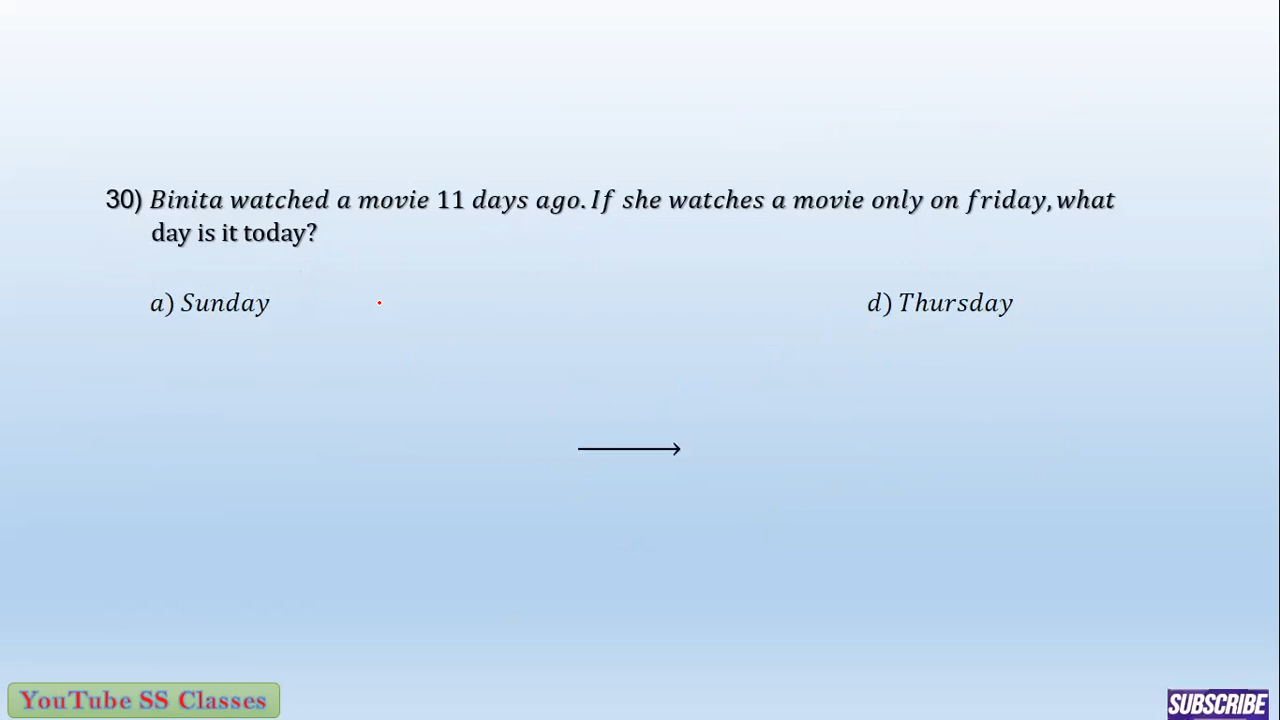 30) Binita watched a movie 11 days ago. If she watches a movie only on friday, what
day is it today?
a) Sunday
d) Thursday
YouTube SS Classes
SUBSCRIBE